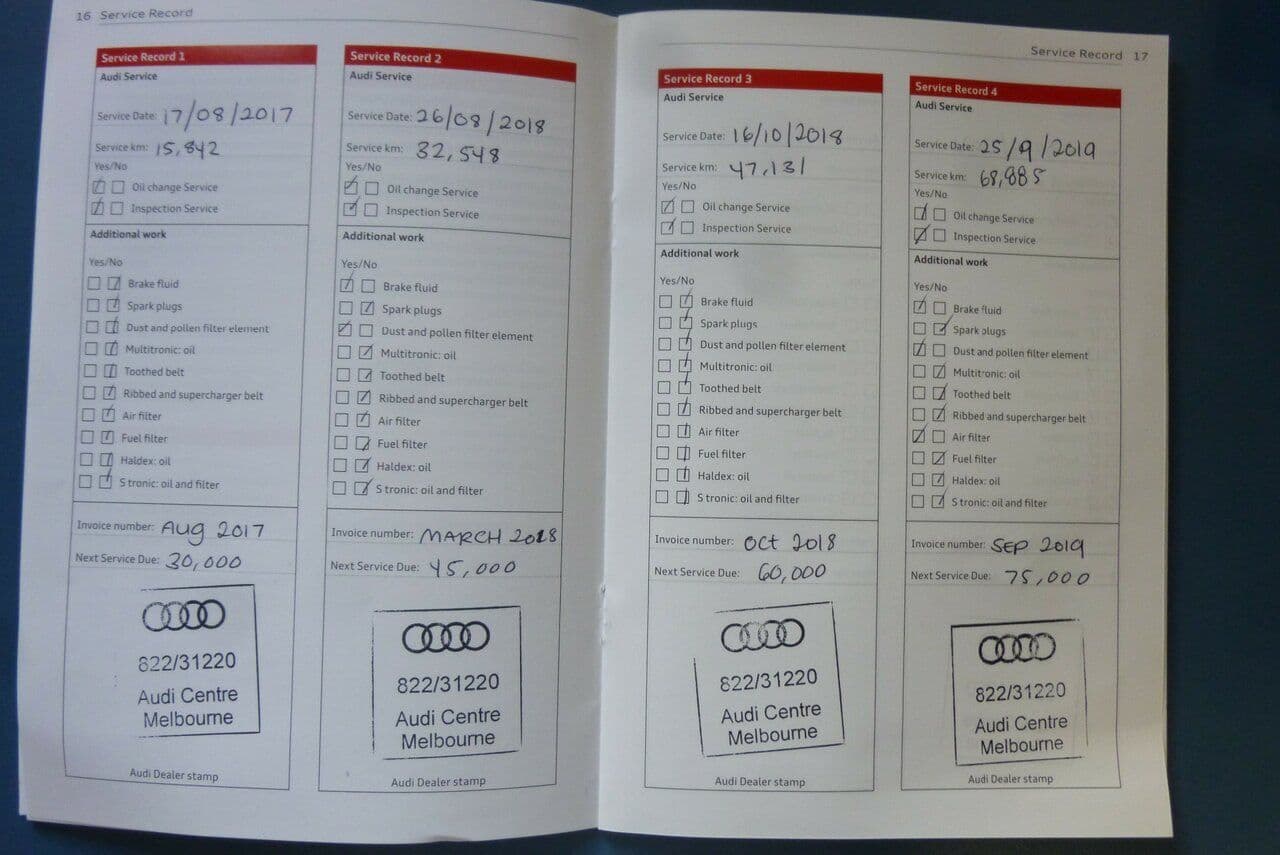 16 Service Record
Service Record 1
Audi Service
Service Date: 17/08/2017
Service km: 15,842
Yes/No
Oil change Service
Inspection Service
Additional work
Yes/No
Brake fluid
Spark plugs
Dust and pollen filter element
Multitronic: oil
Toothed belt
Ribbed and supercharger belt
Air filter
Fuel filter
Haldex: oil
S tronic: oil and filter
Invoice number: Aug 2017
Next Service Due: 30,000
822/31220
Audi Centre
Melbourne
Audi Dealer stamp
Service Record 2
Audi Service
Service Date: 26/08/2018
Service km: 32,548
Yes/No
Oil change Service
Inspection Service
Additional work
Yes/No
Brake fluid
Spark plugs
Dust and pollen filter element
Multitronic: oil
Toothed belt
Ribbed and supercharger belt
Air filter
Fuel filter
Haldex: oil
S tronic: oil and filter
Invoice number: MARCH 2018
Next Service Due: 45,000
822/31220
Audi Centre
Melbourne
Audi Dealer stamp
Service Record 17
Service Record 3
Audi Service
Service Date: 16/10/2018
Service km: 47,131
Yes/No
Oil change Service
Inspection Service
Additional work
Yes/No
Brake fluid
Spark plugs
Dust and pollen filter element
Multitronic: oil
Toothed belt
Ribbed and supercharger belt
Air filter
Fuel filter
Haldex: oil
S tronic: oil and filter
Invoice number: Oct 2018
Next Service Due: 60,000
822/31220
Audi Centre
Melbourne
Audi Dealer stamp
Service Record 4
Audi Service
Service Date: 25/9/2019
Service km: 68,885
Yes/No
Oil change Service
Inspection Service
Additional work
Yes/No
Brake fluid
Spark plugs
Dust and pollen filter element
Multitronic: oil
Toothed belt
Ribbed and supercharger belt
Air filter
Fuel filter
Haldex: oil
S tronic: oil and filter
Invoice number: SEP 2019
Next Service Due: 75,000
822/31220
Audi Centre
Melbourne
Audi Dealer stamp